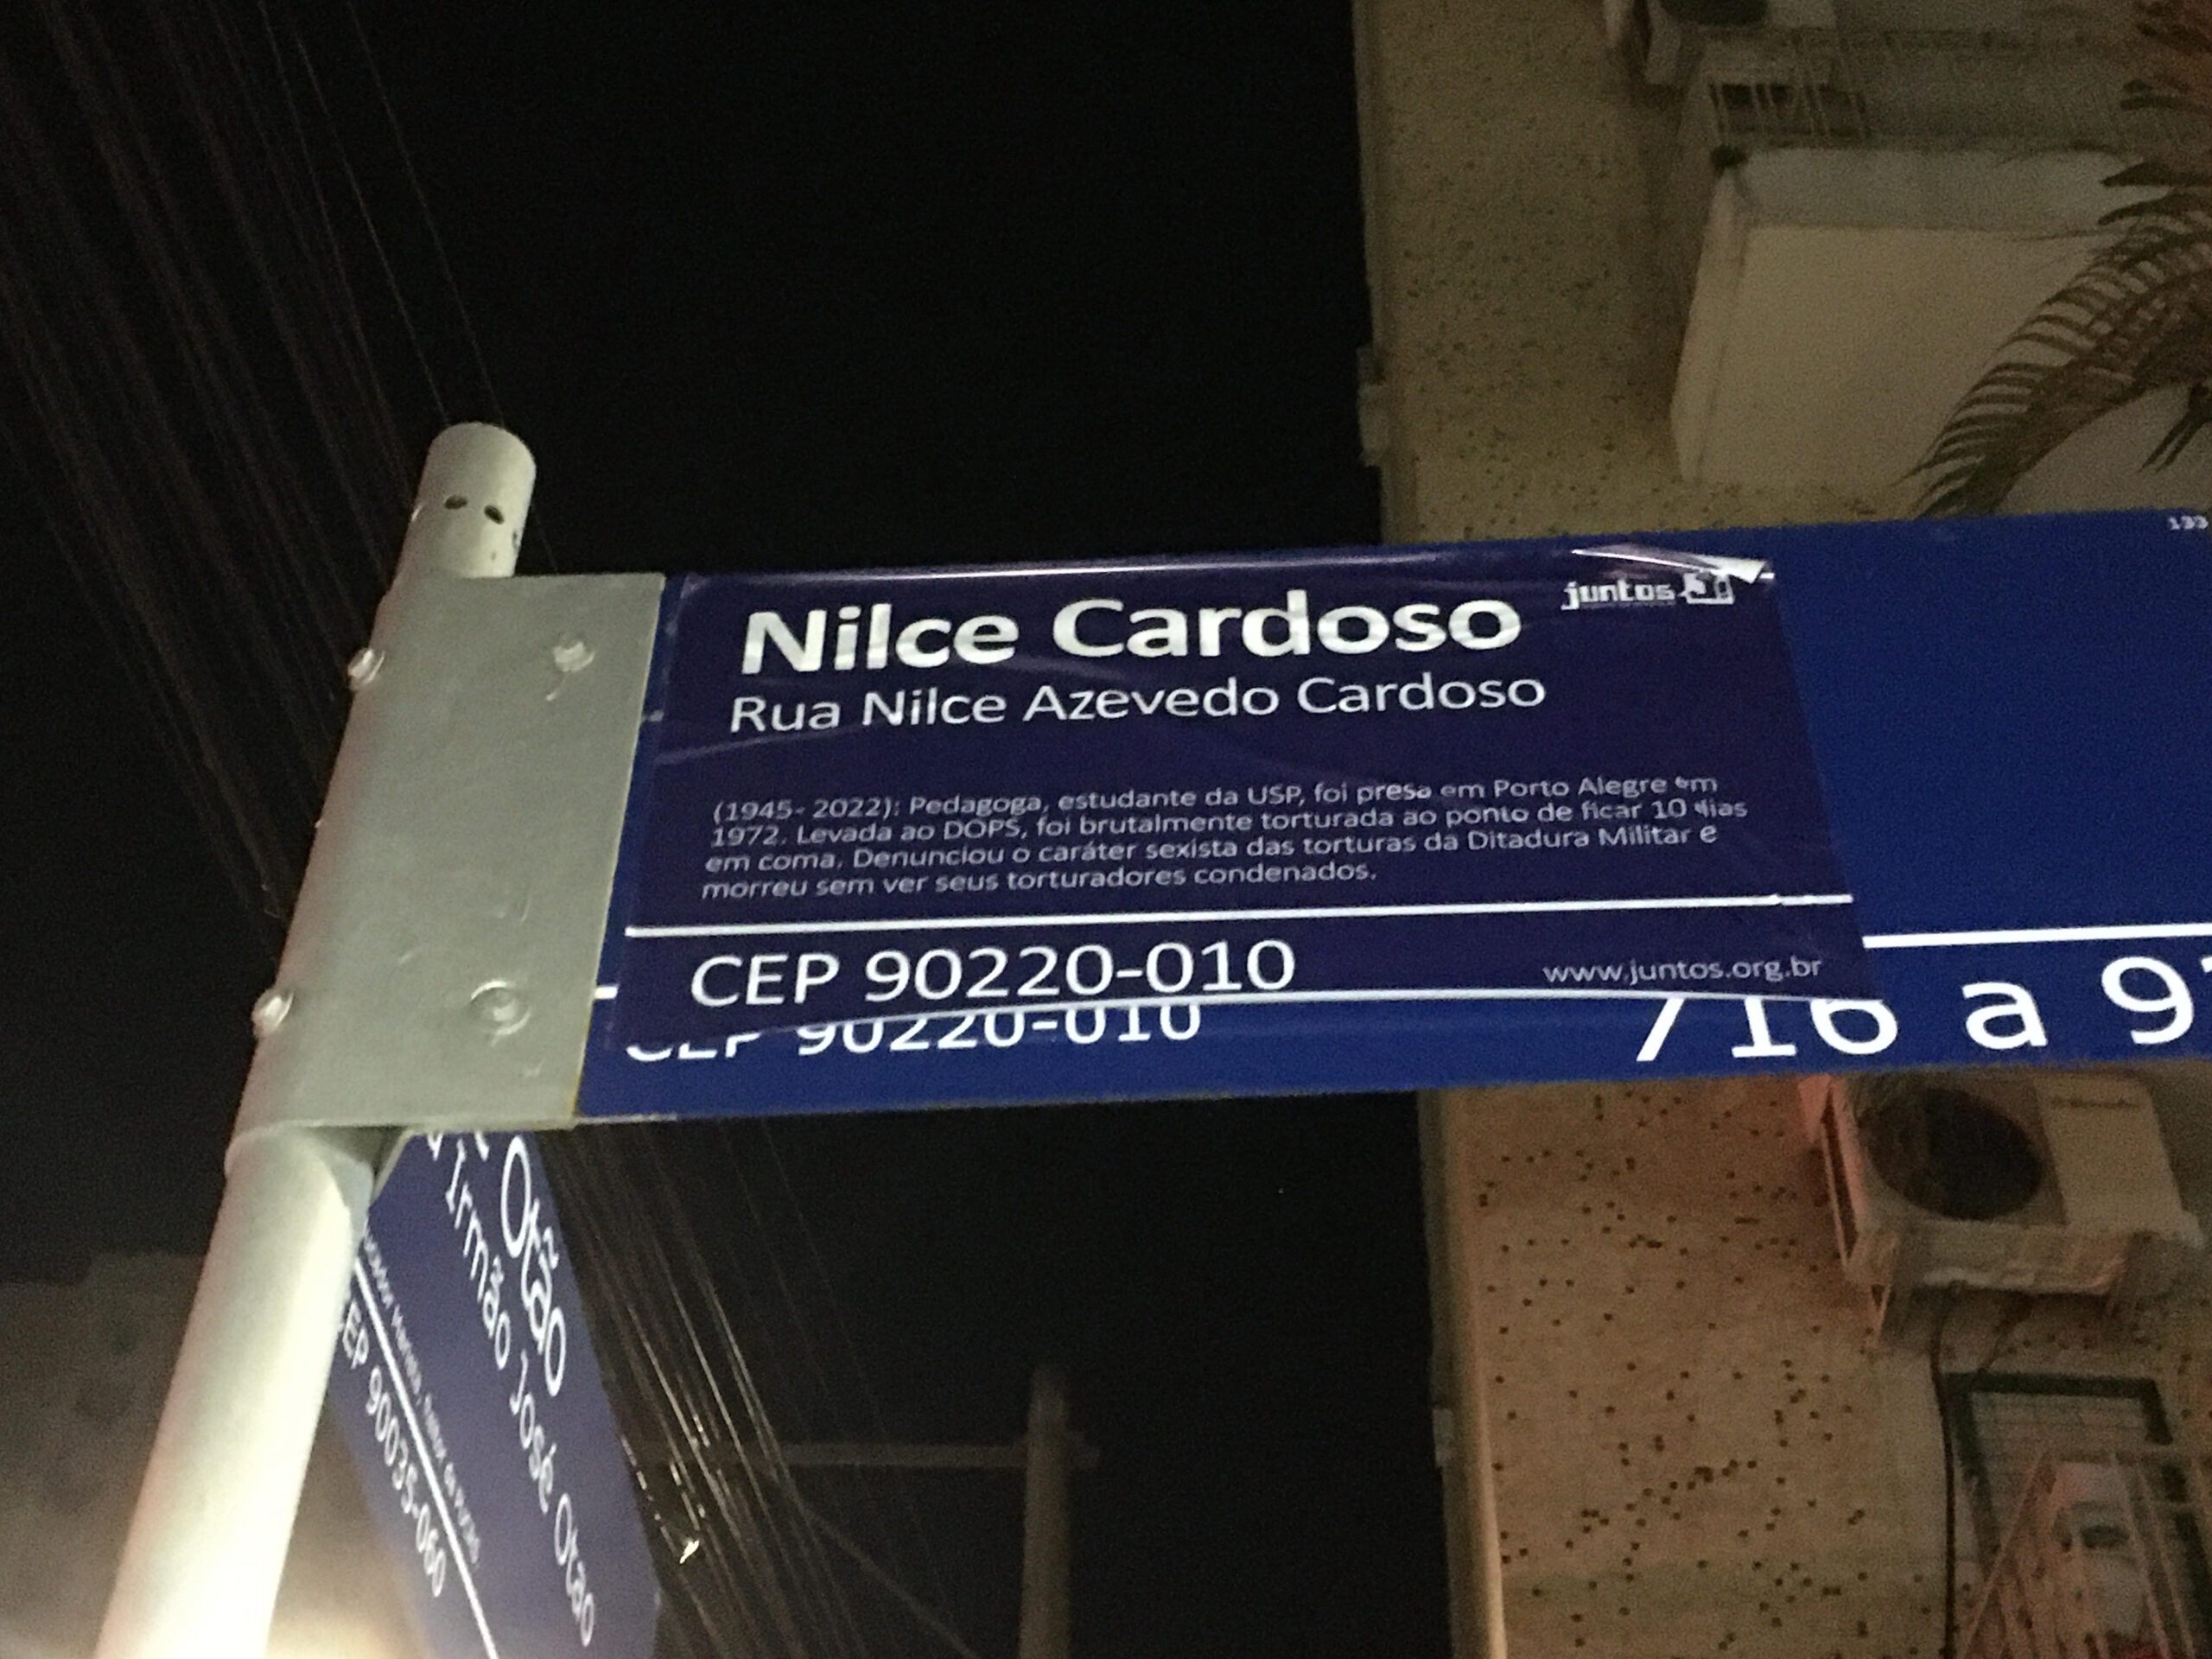 133
Nilce Cardoso
juntos
Rua Nilce Azevedo Cardoso
(1945- 2022): Pedagoga, estudante da USP, foi presa em Porto Alegre em
1972. Levada ao DOPS, foi brutalmente torturada ao ponto de ficar 10 dias
em coma. Denunciou o caráter sexista das torturas da Ditadura Militar e
morreu sem ver seus torturadores condenados.
CEP 90220-010
www.juntos.org.br
CEP 90220-010
716 a 9
Otão
Irmão José Otão
CEP 90035-060